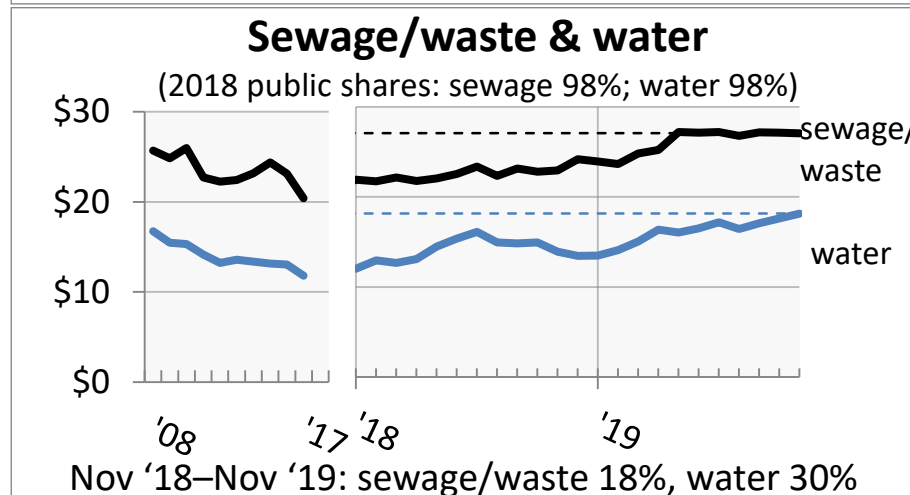 Sewage/waste & water
(2018 public shares: sewage 98%; water 98%)
$30
$20
$10
$0
sewage/
waste
water
'08
'17
'18
'19
Nov ‘18–Nov ‘19: sewage/waste 18%, water 30%